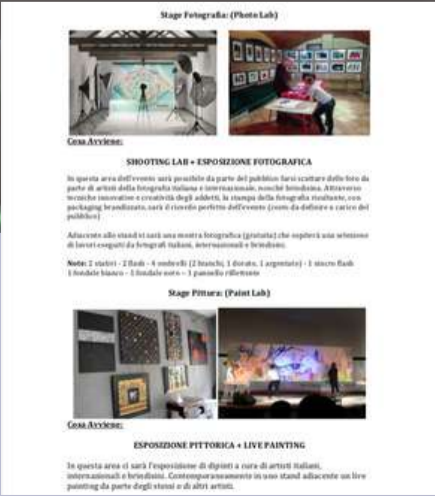 Stage Fotografia: (Photo Lab)
Cosa Avviene:
SHOOTING LAB + ESPOSIZIONE FOTOGRAFICA
In questa area dell'evento sarà possibile da parte del pubblico farsi scattare delle foto da
parte di artisti della fotografia italiana e internazionale, nonché brindisina. Attraverso
tecniche innovative e creatività degli addetti, la stampa della fotografia risultante, con
packaging brandizzato, sarà il ricordo perfetto dell'evento (costo da definire a carico del
pubblico)
Adiacente allo stand vi sarà una mostra fotografica (gratuita) che ospiterà una selezione
di lavori eseguiti da fotografi italiani, internazionali e brindisini.
Note: 2 stativi - 2 flash - 4 ombrelli (2 bianchi, 1 dorato, 1 argentato) - 1 sincro flash
1 fondale bianco - 1 fondale nero - 1 pannello riflettente
Stage Pittura: (Paint Lab)
Cosa Avviene:
ESPOSIZIONE PITTORICA + LIVE PAINTING
In questa area ci sarà l'esposizione di dipinti a cura di artisti italiani,
internazionali e brindisini. Contemporaneamente in uno stand adiacente un live
painting da parte degli stessi o di altri artisti.